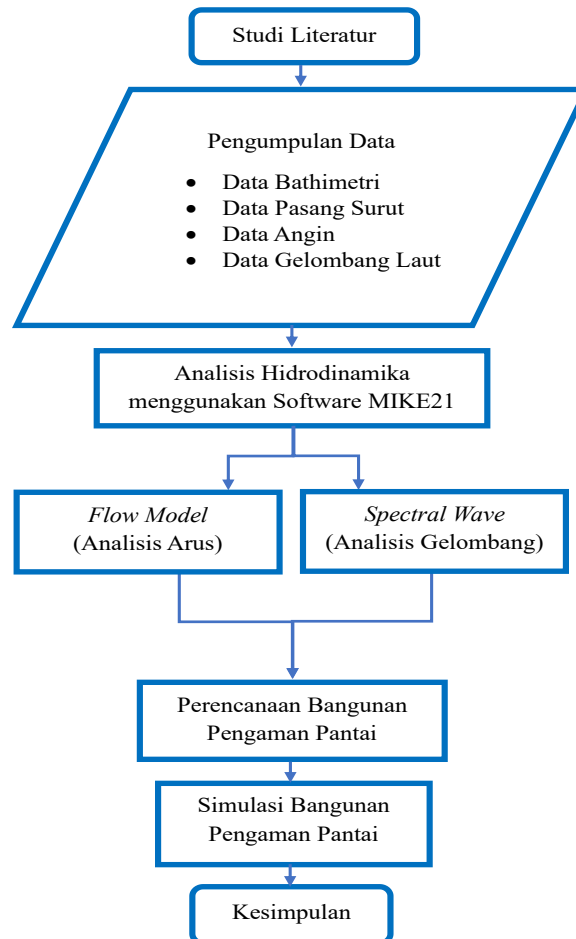 Studi Literatur
Pengumpulan Data
• Data Bathimetri
• Data Pasang Surut
• Data Angin
• Data Gelombang Laut
Analisis Hidrodinamika
menggunakan Software MIKE21
Flow Model
(Analisis Arus)
Spectral Wave
(Analisis Gelombang)
Perencanaan Bangunan
Pengaman Pantai
Simulasi Bangunan
Pengaman Pantai
Kesimpulan